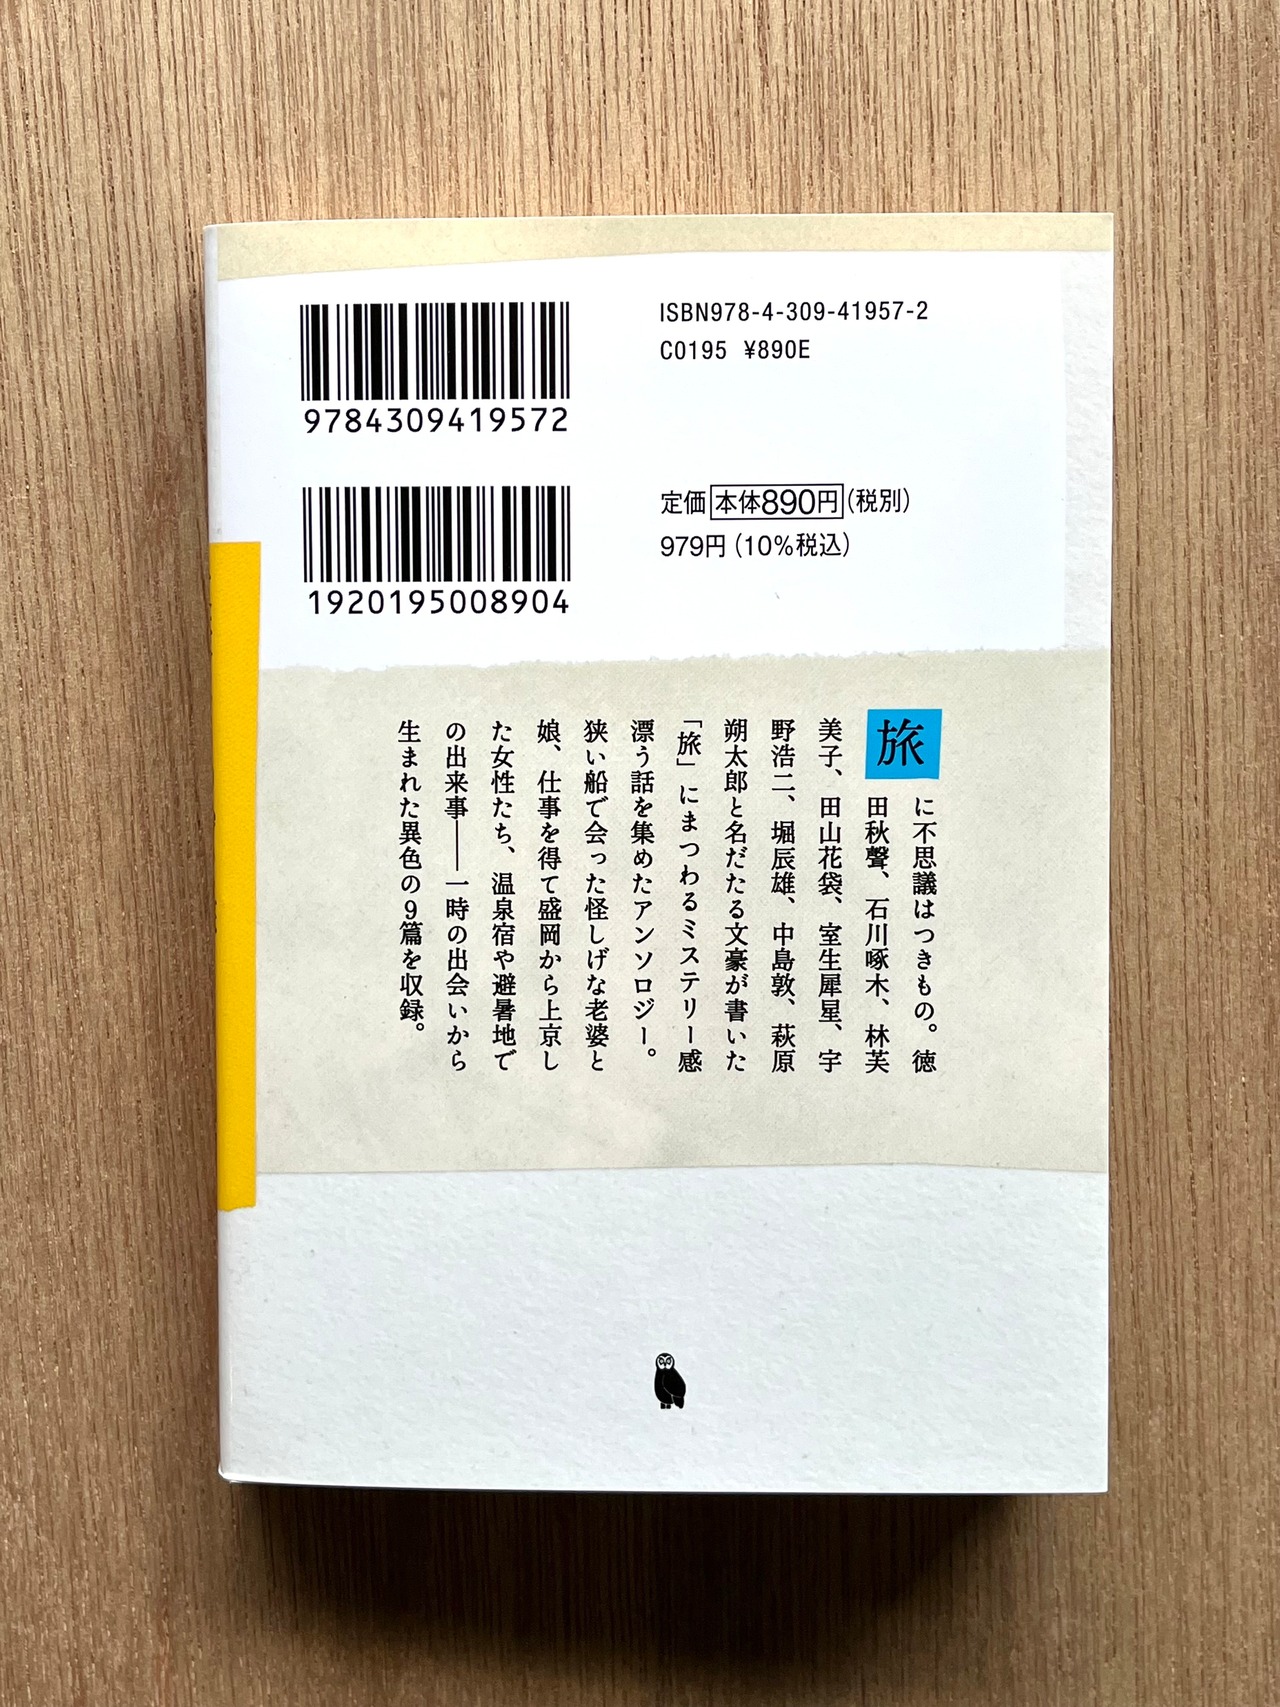 9784309419572
ISBN978-4-309-41957-2
C0195 ¥890E
1920195008904
定価 本体890円(税別)
979円(10%税込)
旅に不思議はつきもの。徳
田秋聲、石川啄木、林芙
美子、田山花袋、室生犀星、宇
野浩二、堀辰雄、中島敦、萩原
朔太郎と名だたる文豪が書いた
「旅」にまつわるミステリー感
漂う話を集めたアンソロジー。
狭い船で会った怪しげな老婆と
娘、仕事を得て盛岡から上京し
た女性たち、温泉宿や避暑地で
の出来事――一時の出会いから
生まれた異色の9篇を収録。